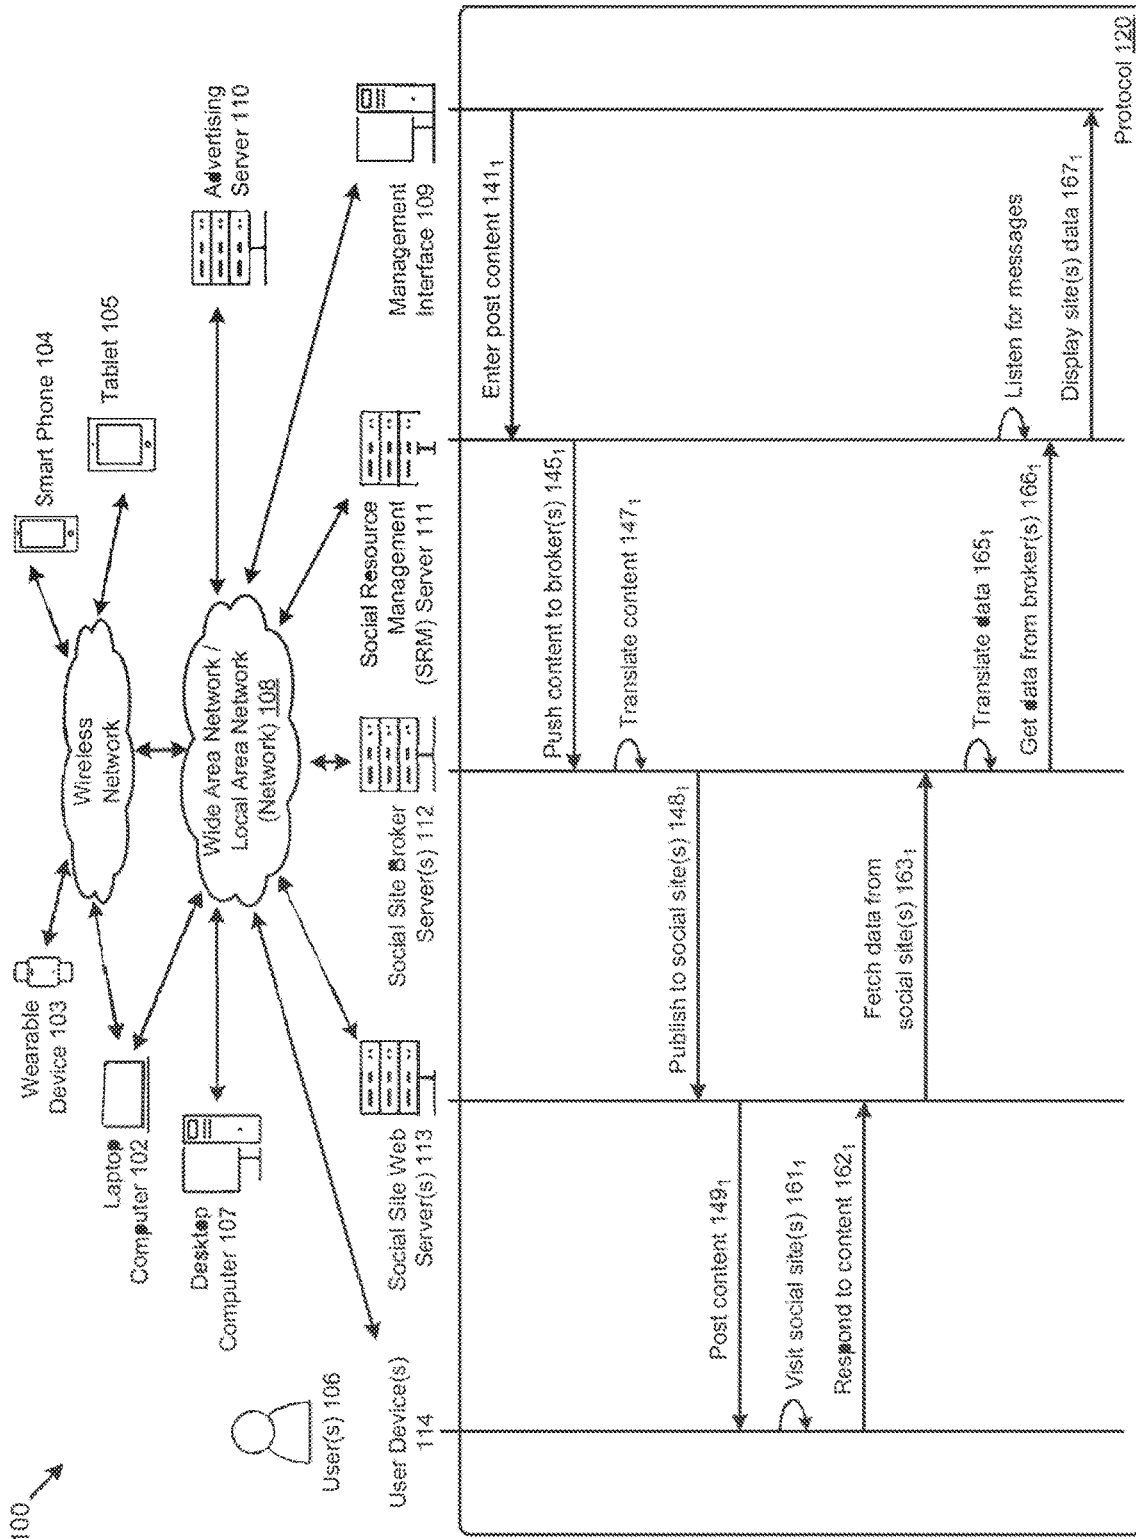 100
Wearable
Device 103
Wireless
Network
Smart Phone 104
Tablet 105
Laptop
Computer 102
Desktop
Computer 107
Wide Area Network /
Local Area Network
(Network) 108
Advertising
Server 110
User(s) 106
User Device(s)
114
Social Site Web
Server(s) 113
Social Site Broker
Server(s) 112
Social Resource
Management
(SRM) Server 111
Management
Interface 109
Enter post content 141₁
Push content to broker(s) 145₁
Translate content 147₁
Publish to social site(s) 148₁
Post content 149₁
Visit social site(s) 161₁
Respond to content 162₁
Fetch data from
social site(s) 163₁
Translate data 165₁
Listen for messages
Get data from broker(s) 166₁
Display site(s) data 167₁
Protocol 120